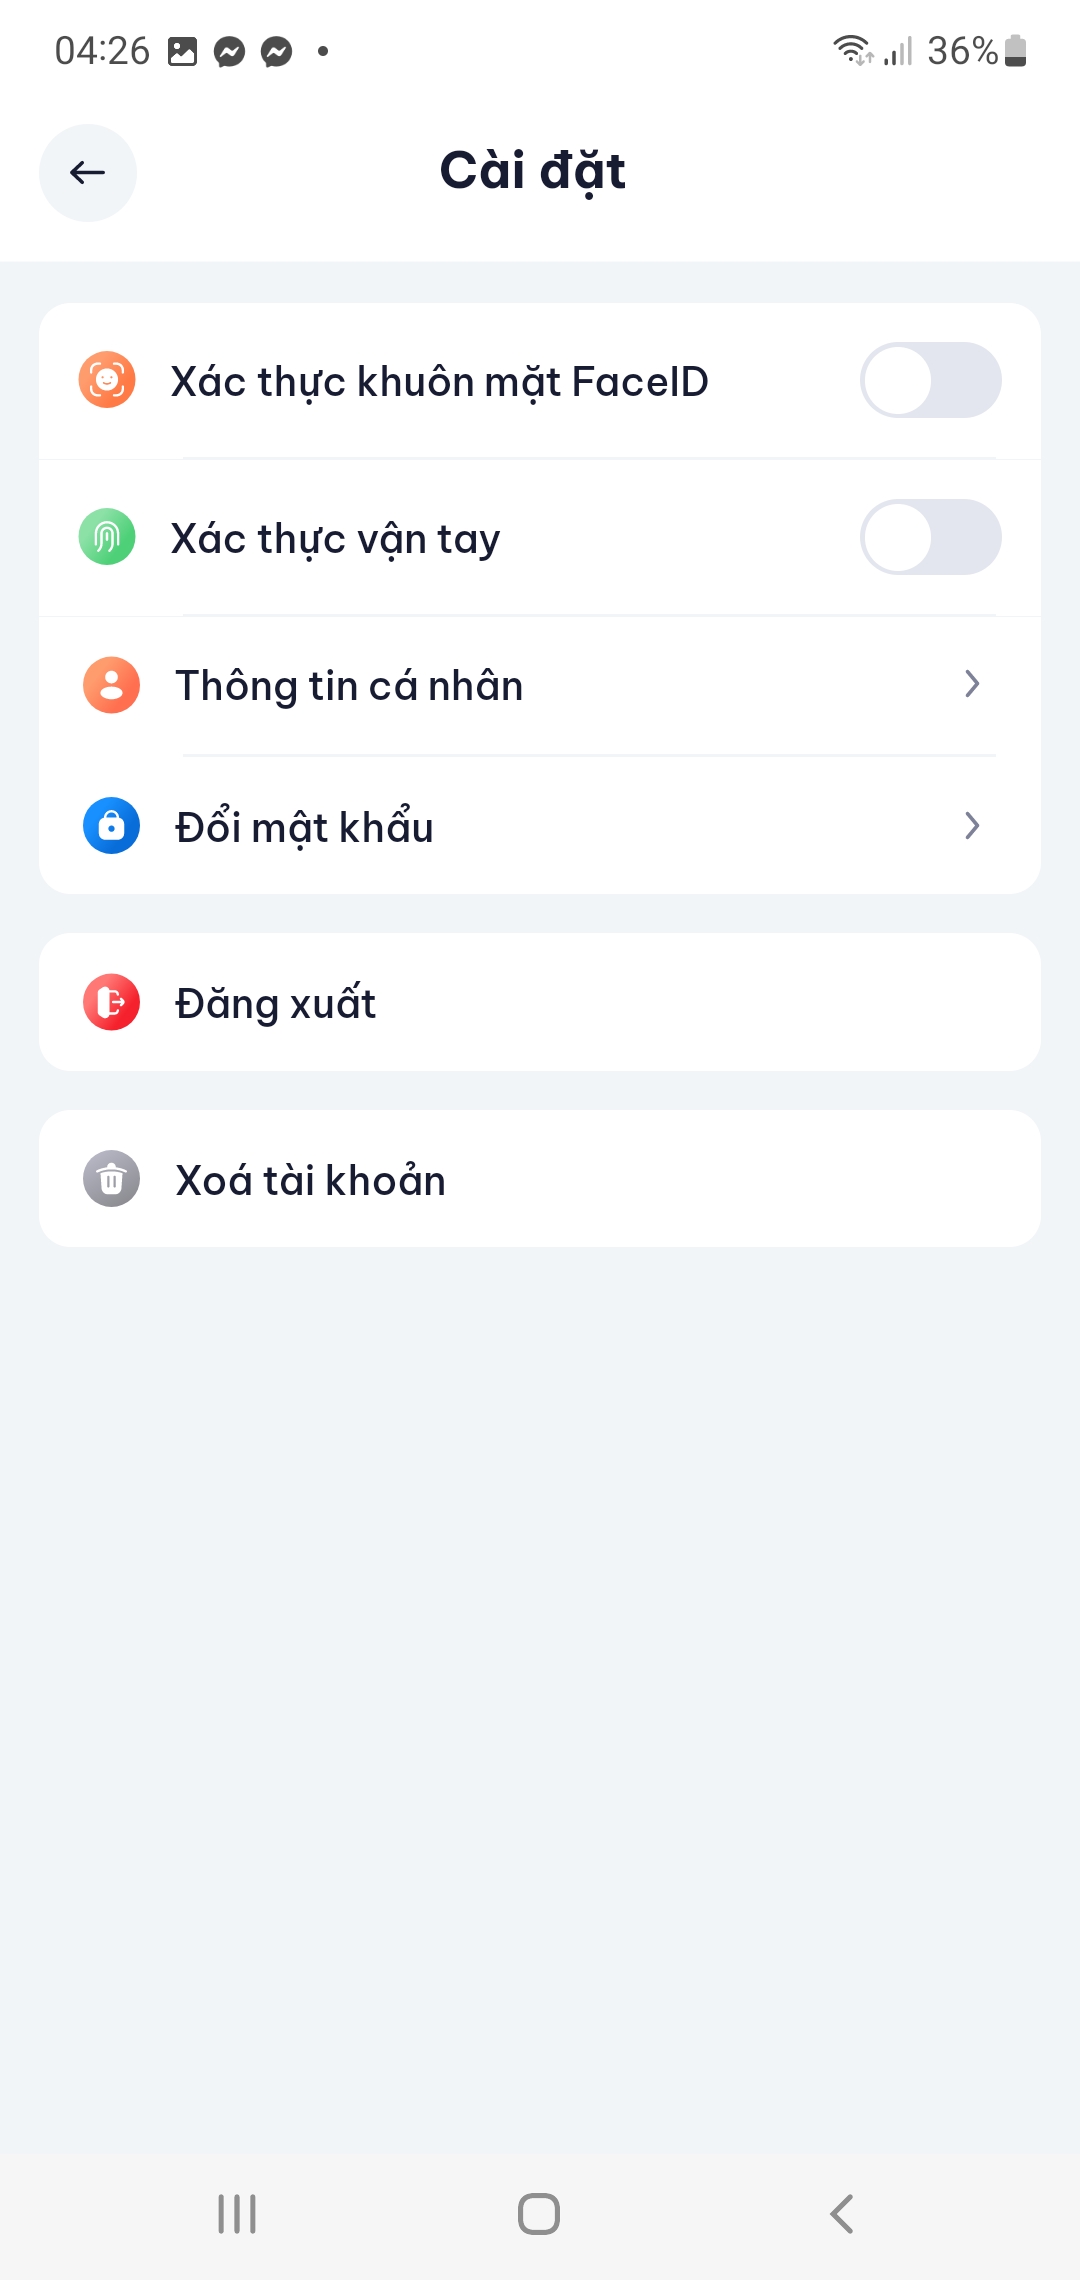 04:26
36%
Cài đặt
Xác thực khuôn mặt FaceID
Xác thực vận tay
Thông tin cá nhân
Đổi mật khẩu
Đăng xuất
Xoá tài khoản